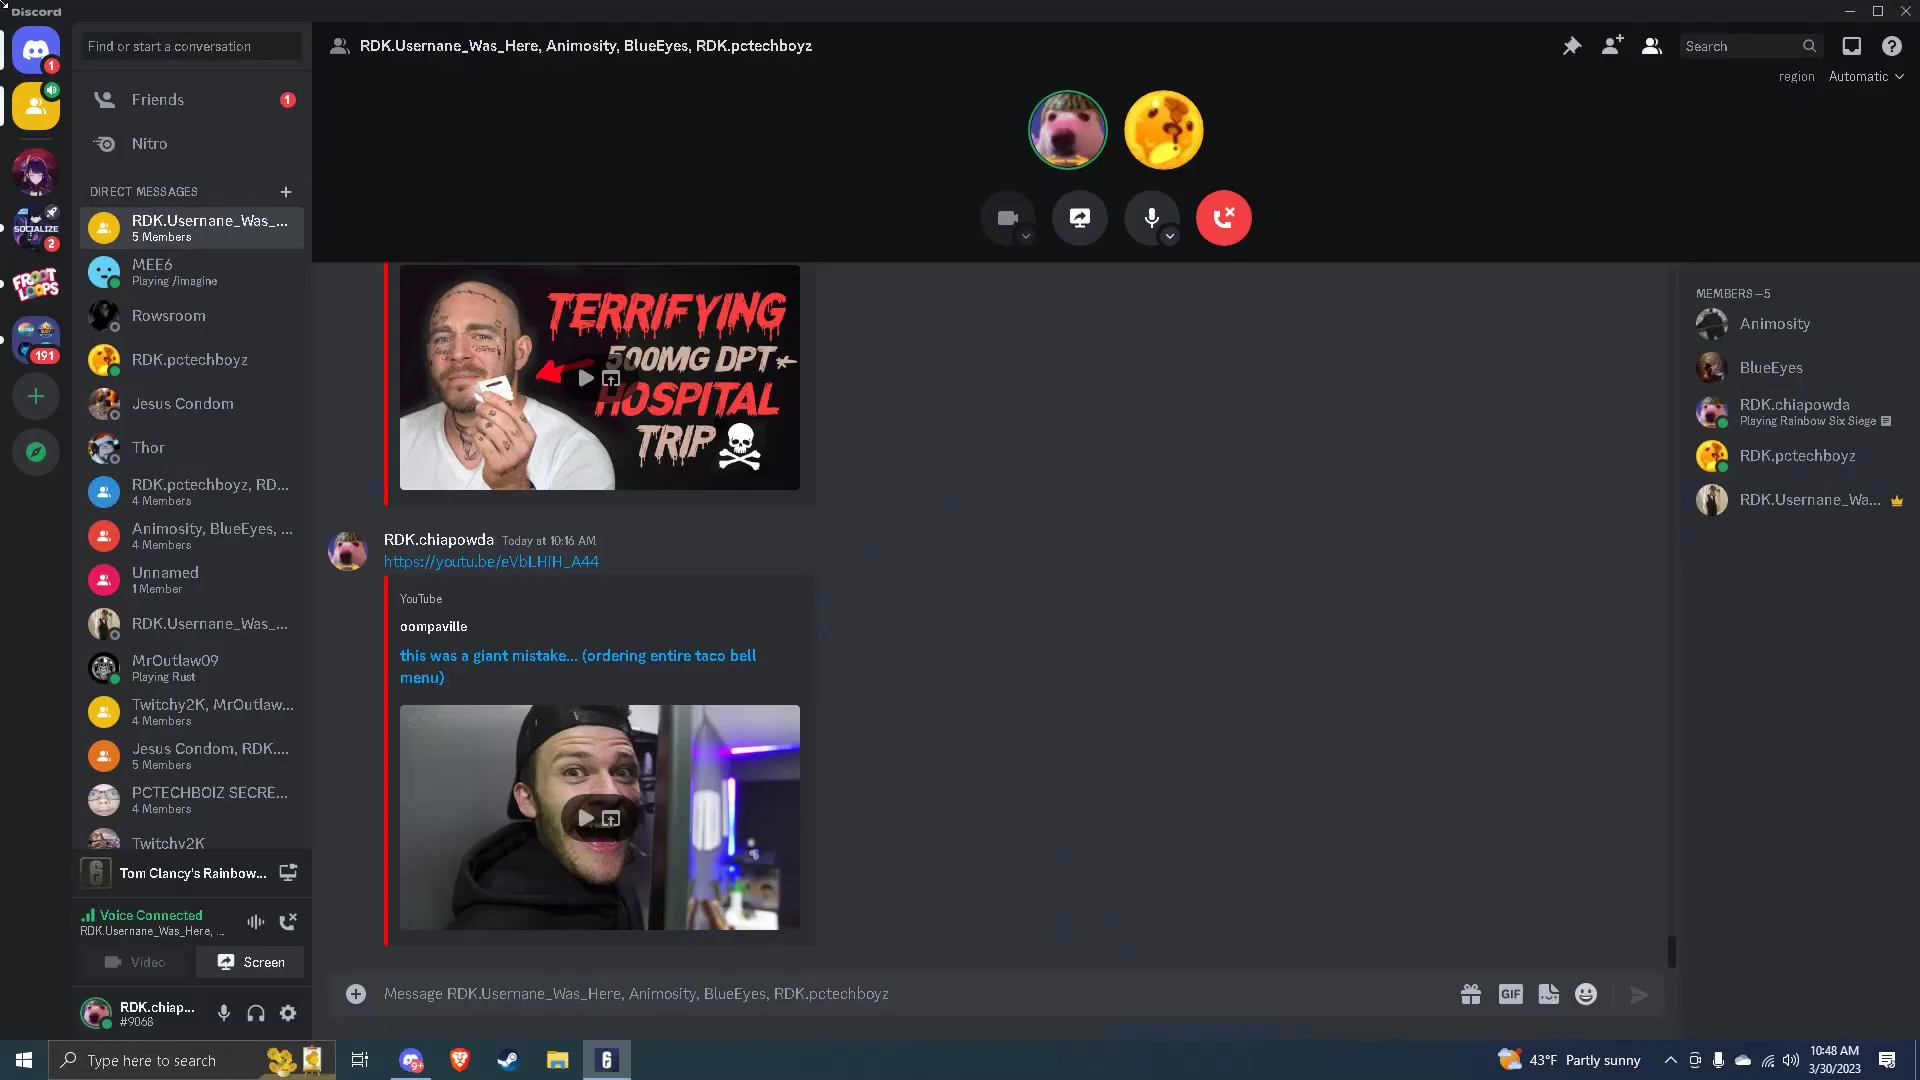 Discord
Find or start a conversation
RDK.Usernane_Was_Here, Animosity, BlueEyes, RDK.pctechboyz
Search
region Automatic
1
Friends 1
Nitro
DIRECT MESSAGES
RDK.Usernane_Was_...
5 Members
MEE6
Playing /imagine
Rowsroom
RDK.pctechboyz
Jesus Condom
Thor
RDK.pctechboyz, RD...
4 Members
Animosity, BlueEyes, ...
4 Members
Unnamed
1 Member
RDK.Usernane_Was_...
MrOutlaw09
Playing Rust
Twitchy2K, MrOutlaw...
4 Members
Jesus Condom, RDK....
5 Members
PCTECHBOIZ SECRE...
4 Members
Twitchy2K
SOCIALIZE
2
FROOT
LOOPS
191
Tom Clancy's Rainbow...
Voice Connected
RDK.Usernane_Was_Here, ...
Video
Screen
RDK.chiap...
#9068
TERRIFYING
500MG DPT
HOSPITAL
TRIP
RDK.chiapowda Today at 10:16 AM
https://youtu.be/eVbLHiH_A44
YouTube
oompaville
this was a giant mistake... (ordering entire taco bell
menu)
Message RDK.Usernane_Was_Here, Animosity, BlueEyes, RDK.pctechboyz
GIF
MEMBERS—5
Animosity
BlueEyes
RDK.chiapowda
Playing Rainbow Six Siege
RDK.pctechboyz
RDK.Usernane_Wa...
Type here to search
9+
6
43°F Partly sunny
10:48 AM
3/30/2023